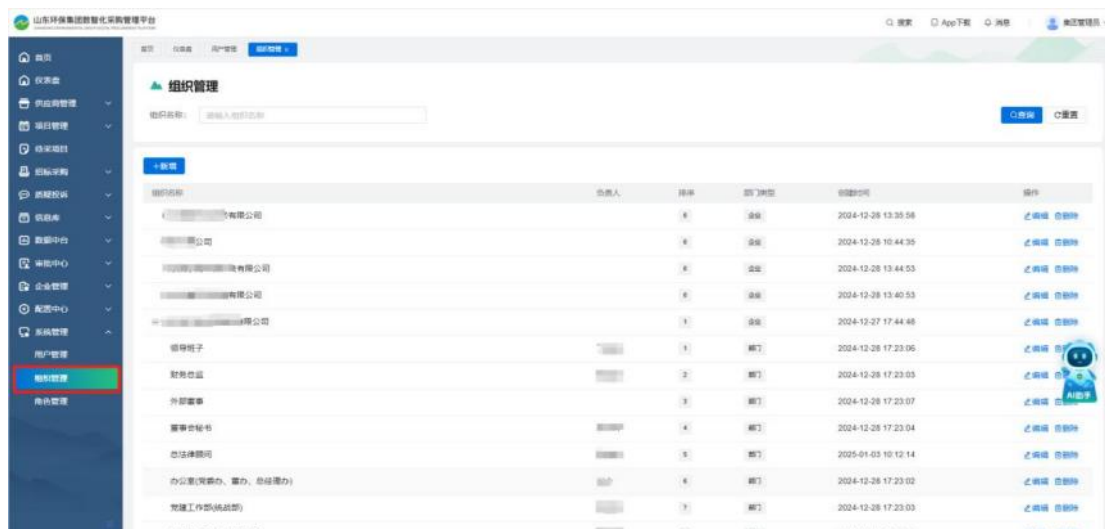 山东环保集团数智化采购管理平台
搜索 App下载 消息 集团管理员
首页 仪表盘 用户管理 组织管理 ×
首页
仪表盘
供应商管理
项目管理
待采项目
招标采购
质疑投诉
信息库
数据中台
审批中心
企业管理
配置中心
系统管理
用户管理
组织管理
角色管理
组织管理
组织名称： 请输入组织名称
查询 重置
+新增
组织名称 负责人 排序 部门类型 创建时间 操作
有限公司 企业 2024-12-28 13:35:58 编辑 删除
公司 企业 2024-12-28 10:44:35 编辑 删除
有限公司 企业 2024-12-28 13:44:53 编辑 删除
有限公司 企业 2024-12-28 13:40:53 编辑 删除
限公司 1 企业 2024-12-27 17:44:48 编辑 删除
领导班子 1 部门 2024-12-28 17:23:06 编辑
财务总监 2 部门 2024-12-28 17:23:03 编辑
外部董事 3 部门 2024-12-28 17:23:07 编辑
AI助手
董事会秘书 4 部门 2024-12-28 17:23:04 编辑 删除
总法律顾问 5 部门 2025-01-03 10:12:14 编辑 删除
办公室(党委办、董办、总经理办) 6 部门 2024-12-28 17:23:02 编辑 删除
党建工作部(统战部) 7 部门 2024-12-28 17:23:03 编辑 删除